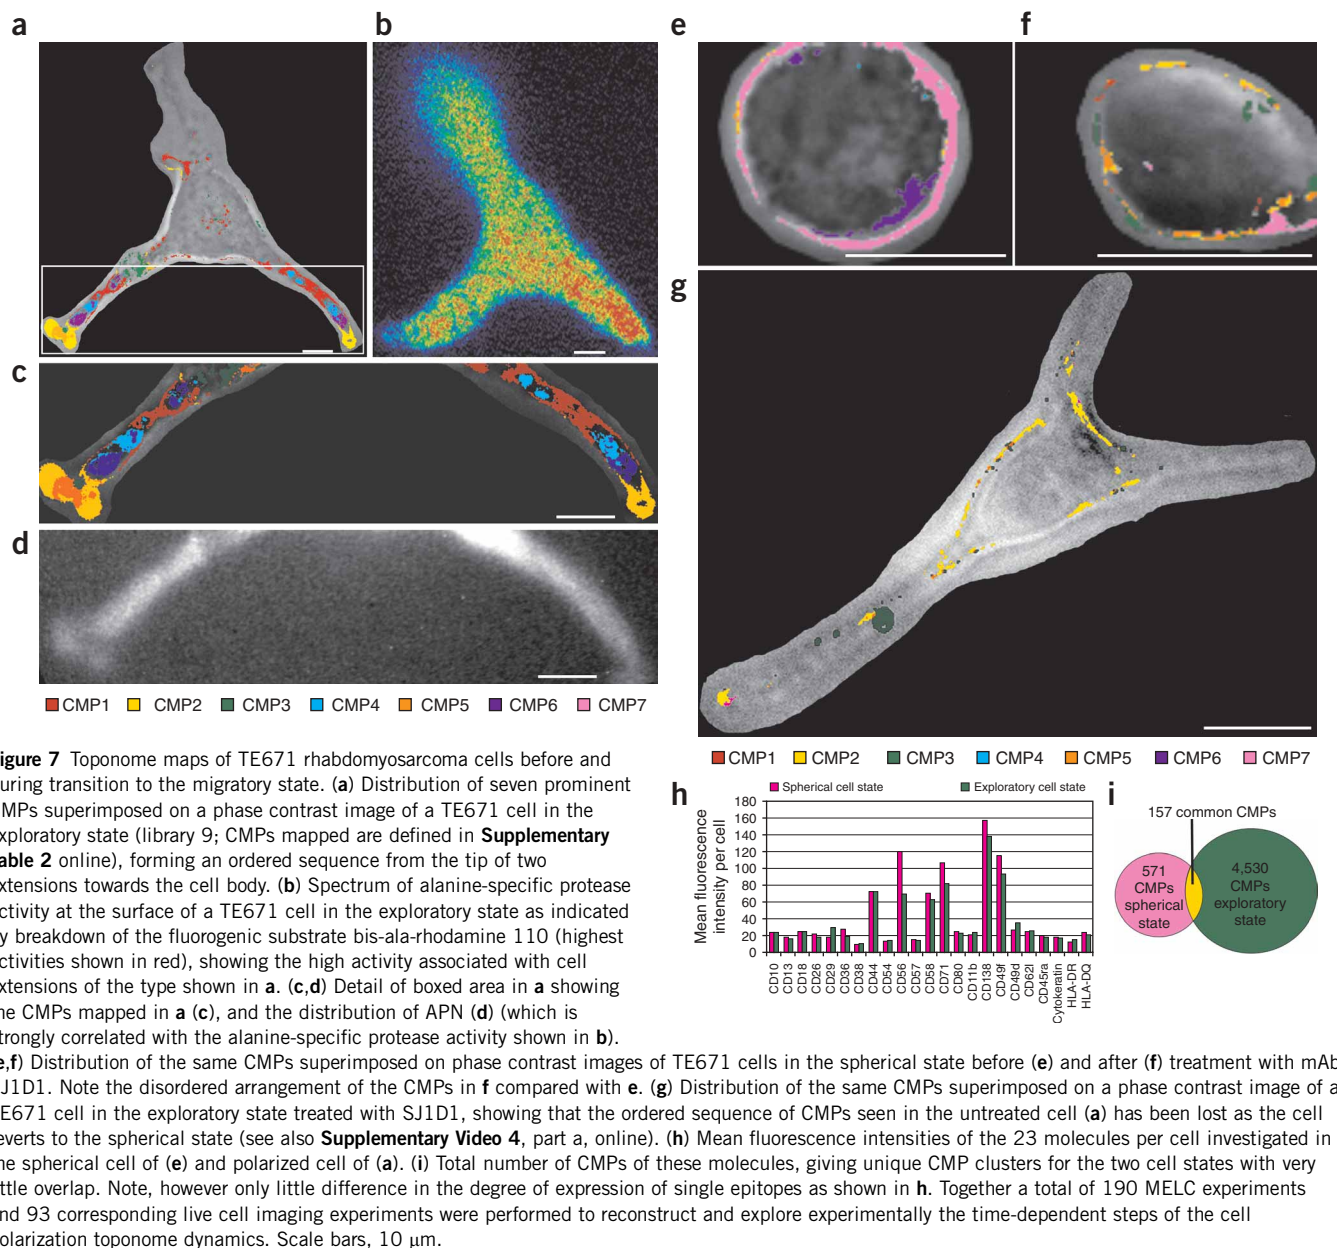 a
b
e
f
c
g
d
CMP1 CMP2 CMP3 CMP4 CMP5 CMP6 CMP7
CMP1 CMP2 CMP3 CMP4 CMP5 CMP6 CMP7
igure 7 Toponome maps of TE671 rhabdomyosarcoma cells before and
uring transition to the migratory state. (a) Distribution of seven prominent
MPs superimposed on a phase contrast image of a TE671 cell in the
xploratory state (library 9; CMPs mapped are defined in Supplementary
able 2 online), forming an ordered sequence from the tip of two
xtensions towards the cell body. (b) Spectrum of alanine-specific protease
ctivity at the surface of a TE671 cell in the exploratory state as indicated
y breakdown of the fluorogenic substrate bis-ala-rhodamine 110 (highest
ctivities shown in red), showing the high activity associated with cell
xtensions of the type shown in a. (c,d) Detail of boxed area in a showing
he CMPs mapped in a (c), and the distribution of APN (d) (which is
trongly correlated with the alanine-specific protease activity shown in b).
e,f) Distribution of the same CMPs superimposed on phase contrast images of TE671 cells in the spherical state before (e) and after (f) treatment with mAb
J1D1. Note the disordered arrangement of the CMPs in f compared with e. (g) Distribution of the same CMPs superimposed on a phase contrast image of a
E671 cell in the exploratory state treated with SJ1D1, showing that the ordered sequence of CMPs seen in the untreated cell (a) has been lost as the cell
everts to the spherical state (see also Supplementary Video 4, part a, online). (h) Mean fluorescence intensities of the 23 molecules per cell investigated in
he spherical cell of (e) and polarized cell of (a). (i) Total number of CMPs of these molecules, giving unique CMP clusters for the two cell states with very
ttle overlap. Note, however only little difference in the degree of expression of single epitopes as shown in h. Together a total of 190 MELC experiments
nd 93 corresponding live cell imaging experiments were performed to reconstruct and explore experimentally the time-dependent steps of the cell
olarization toponome dynamics. Scale bars, 10 μm.
h
Spherical cell state Exploratory cell state
Mean fluorescence
intensity per cell
180
160
140
120
100
80
60
40
20
0
CD10
CD13
CD18
CD26
CD29
CD36
CD38
CD44
CD54
CD56
CD57
CD58
CD71
CD80
CD11b
CD138
CD49f
CD49d
CD62l
CD45ra
Cytokeratin
HLA-DR
HLA-DQ
i
157 common CMPs
571
CMPs
spherical
state
4,530
CMPs
exploratory
state